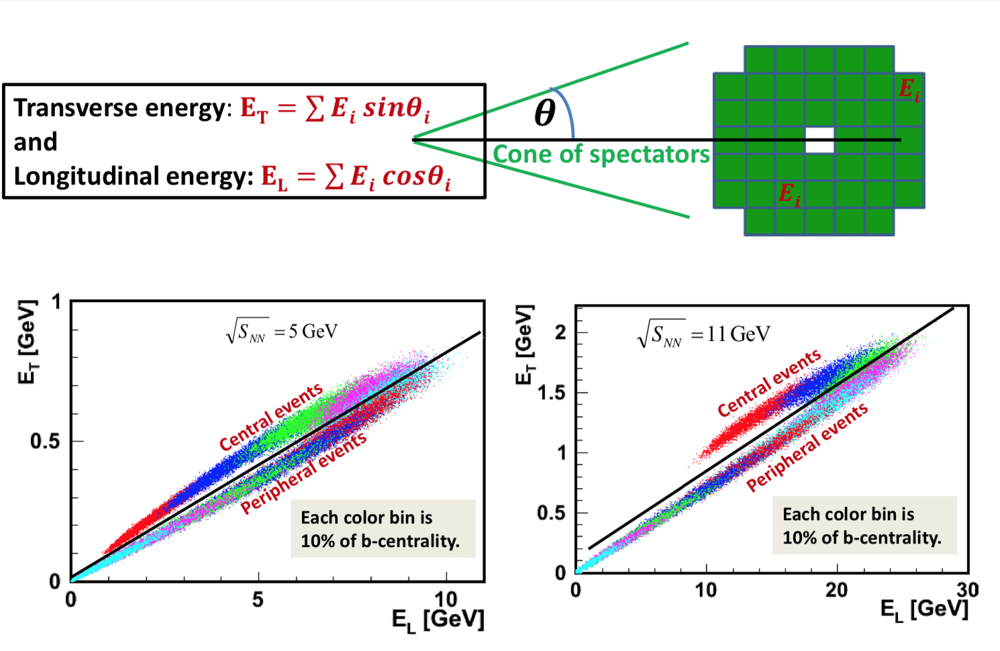 Transverse energy: E_T = ∑ E_i sinθ_i
and
Longitudinal energy: E_L = ∑ E_i cosθ_i
θ
Cone of spectators
E_i
E_i
E_T [GeV]
1
0.5
0
√S_NN = 5 GeV
Central events
Peripheral events
Each color bin is
10% of b-centrality.
0 5 10
E_L [GeV]
E_T [GeV]
2
1.5
1
0.5
0
√S_NN = 11 GeV
Central events
Peripheral events
Each color bin is
10% of b-centrality.
0 10 20 30
E_L [GeV]